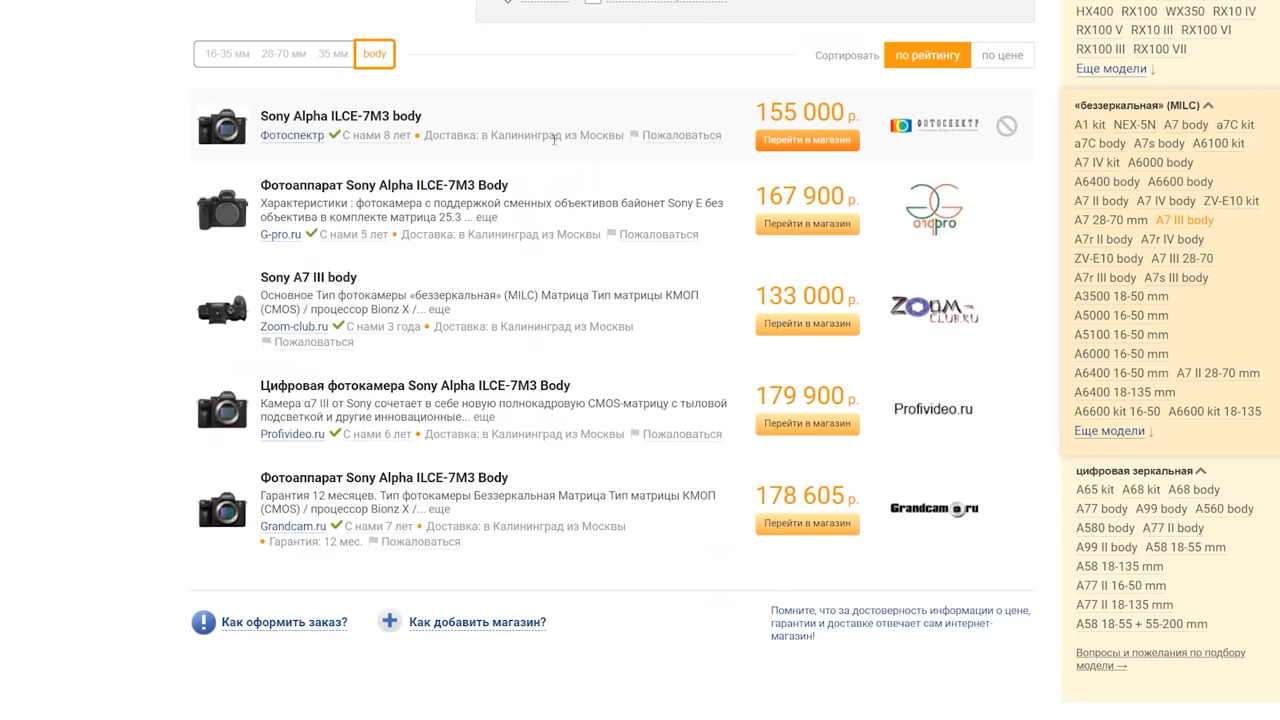 16-35 мм 28-70 мм 35 мм body
Сортировать по рейтингу по цене
Sony Alpha ILCE-7M3 body
Фотоспектр С нами 8 лет • Доставка: в Калининград из Москвы Пожаловаться
155 000 р.
Перейти в магазин
ФОТОСПЕКТР
Фотоаппарат Sony Alpha ILCE-7M3 Body
Характеристики : фотокамера с поддержкой сменных объективов байонет Sony E без
объектива в комплекте матрица 25.3 ... еще
G-pro.ru С нами 5 лет • Доставка: в Калининград из Москвы Пожаловаться
167 900 р.
Перейти в магазин
Sony A7 III body
Основное Тип фотокамеры «беззеркальная» (MILC) Матрица Тип матрицы КМОП
(CMOS) / процессор Bionz X /... еще
Zoom-club.ru С нами 3 года • Доставка: в Калининград из Москвы
Пожаловаться
133 000 р.
Перейти в магазин
ZOOM-
CLUB.RU
Цифровая фотокамера Sony Alpha ILCE-7M3 Body
Камера α7 III от Sony сочетает в себе новую полнокадровую CMOS-матрицу с тыловой
подсветкой и другие инновационные... еще
Profivideo.ru С нами 6 лет • Доставка: в Калининград из Москвы Пожаловаться
179 900 р.
Перейти в магазин
Profivideo.ru
Фотоаппарат Sony Alpha ILCE-7M3 Body
Гарантия 12 месяцев. Тип фотокамеры Беззеркальная Матрица Тип матрицы КМОП
(CMOS) / процессор Bionz X /... еще
Grandcam.ru С нами 7 лет • Доставка: в Калининград из Москвы
• Гарантия: 12 мес. Пожаловаться
178 605 р.
Перейти в магазин
Grandcam ru
Как оформить заказ? Как добавить магазин?
Помните, что за достоверность информации о цене,
гарантии и доставке отвечает сам интернет-
магазин!
HX400 RX100 WX350 RX10 IV
RX100 V RX10 III RX100 VI
RX100 III RX100 VII
Еще модели ↓
«беззеркальная» (MILC)
A1 kit NEX-5N A7 body a7C kit
a7C body A7s body A6100 kit
A7 IV kit A6000 body
A6400 body A6600 body
A7 II body A7 IV body ZV-E10 kit
A7 28-70 mm A7 III body
A7r II body A7r IV body
ZV-E10 body A7 III 28-70
A7r III body A7s III body
A3500 18-50 mm
A5000 16-50 mm
A5100 16-50 mm
A6000 16-50 mm
A6400 16-50 mm A7 II 28-70 mm
A6400 18-135 mm
A6600 kit 16-50 A6600 kit 18-135
Еще модели ↓
цифровая зеркальная
A65 kit A68 kit A68 body
A77 body A99 body A560 body
A580 body A77 II body
A99 II body A58 18-55 mm
A58 18-135 mm
A77 II 16-50 mm
A77 II 18-135 mm
A58 18-55 + 55-200 mm
Вопросы и пожелания по подбору
модели →